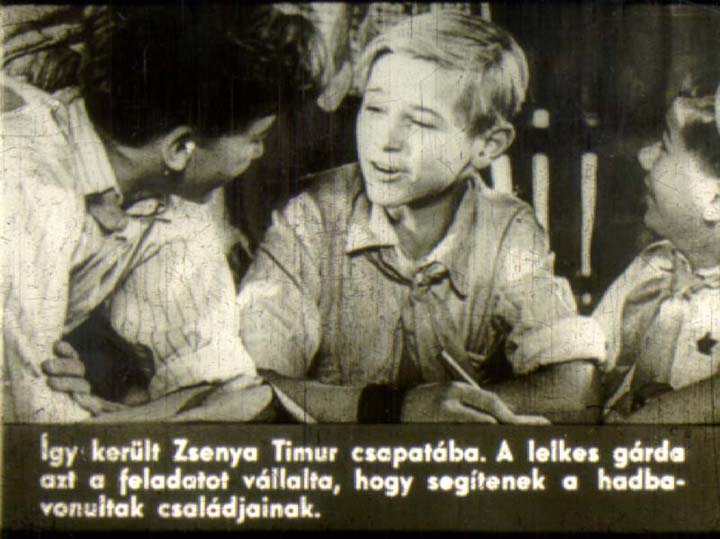 Így került Zsenya Timur csapatába. A lelkes gárda
azt a feladatot vállalta, hogy segítenek a hadba-
vonultak családjainak.